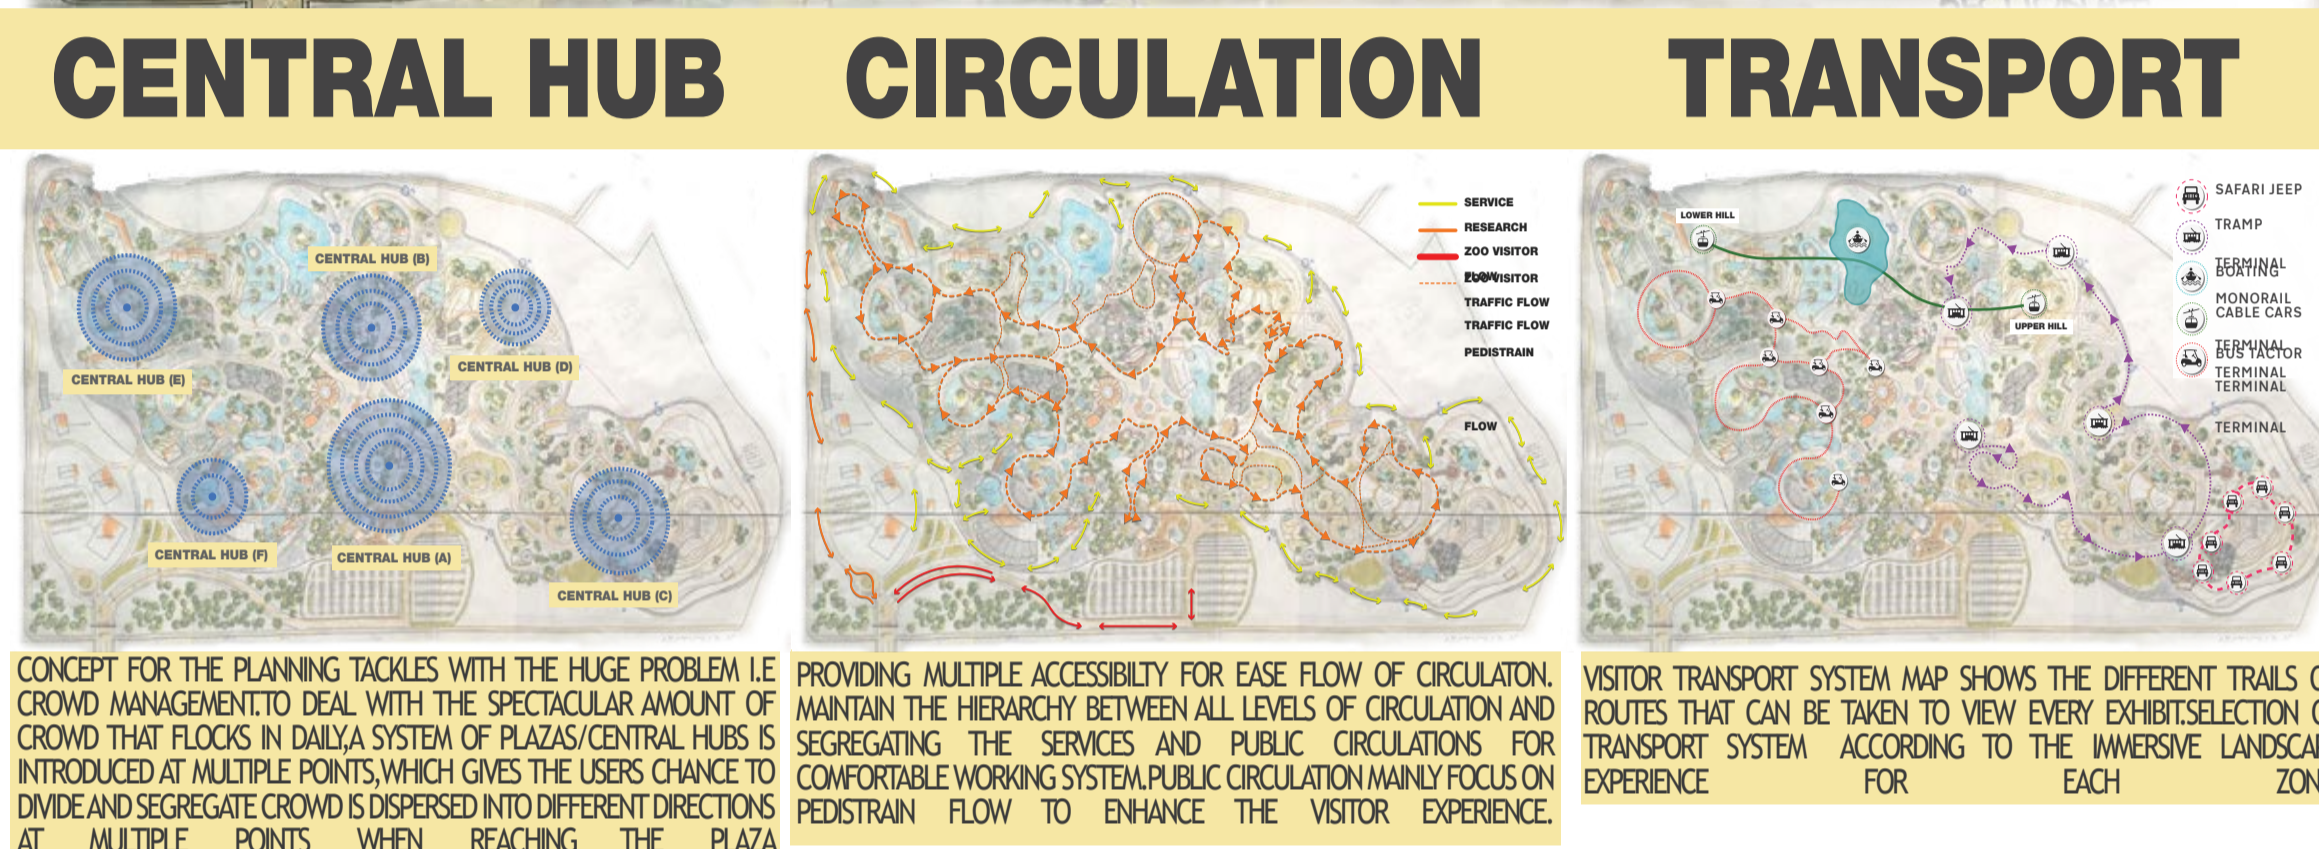 CENTRAL HUB
CIRCULATION
TRANSPORT
CENTRAL HUB (B)
CENTRAL HUB (E)
CENTRAL HUB (D)
CENTRAL HUB (F)
CENTRAL HUB (A)
CENTRAL HUB (C)
SERVICE
RESEARCH
ZOO VISITOR
FLOW
ZOO VISITOR
TRAFFIC FLOW
TRAFFIC FLOW
PEDISTRAIN
FLOW
LOWER HILL
UPPER HILL
SAFARI JEEP
TRAMP
TERMINAL
BOATING
MONORAIL
CABLE CARS
TERMINAL
BUS TACTOR
TERMINAL
TERMINAL
TERMINAL
CONCEPT FOR THE PLANNING TACKLES WITH THE HUGE PROBLEM I.E
CROWD MANAGEMENT.TO DEAL WITH THE SPECTACULAR AMOUNT OF
CROWD THAT FLOCKS IN DAILY,A SYSTEM OF PLAZAS/CENTRAL HUBS IS
INTRODUCED AT MULTIPLE POINTS,WHICH GIVES THE USERS CHANCE TO
DIVIDE AND SEGREGATE CROWD IS DISPERSED INTO DIFFERENT DIRECTIONS
AT MULTIPLE POINTS WHEN REACHING THE PLAZA
PROVIDING MULTIPLE ACCESSIBILTY FOR EASE FLOW OF CIRCULATON.
MAINTAIN THE HIERARCHY BETWEEN ALL LEVELS OF CIRCULATION AND
SEGREGATING THE SERVICES AND PUBLIC CIRCULATIONS FOR
COMFORTABLE WORKING SYSTEM.PUBLIC CIRCULATION MAINLY FOCUS ON
PEDISTRAIN FLOW TO ENHANCE THE VISITOR EXPERIENCE.
VISITOR TRANSPORT SYSTEM MAP SHOWS THE DIFFERENT TRAILS
ROUTES THAT CAN BE TAKEN TO VIEW EVERY EXHIBIT.SELECTION
TRANSPORT SYSTEM ACCORDING TO THE IMMERSIVE
EXPERIENCE FOR EACH